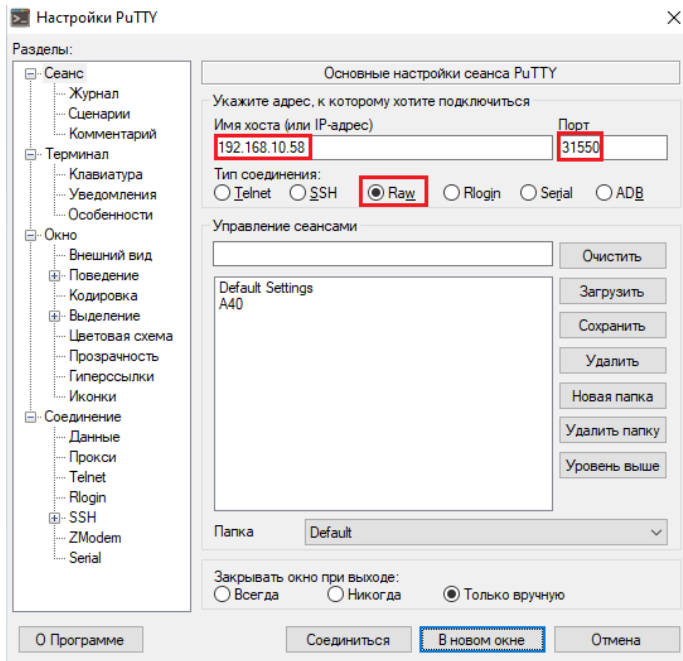 Настройки PuTTY
Разделы:
Сеанс
Журнал
Сценарии
Комментарий
Терминал
Клавиатура
Уведомления
Особенности
Окно
Внешний вид
Поведение
Кодировка
Выделение
Цветовая схема
Прозрачность
Гиперссылки
Иконки
Соединение
Данные
Прокси
Telnet
Rlogin
SSH
ZModem
Serial
Основные настройки сеанса PuTTY
Укажите адрес, к которому хотите подключиться
Имя хоста (или IP-адрес) Порт
192.168.10.58 31550
Тип соединения:
Telnet SSH Raw Rlogin Serial ADB
Управление сеансами
Очистить
Default Settings
A40
Загрузить
Сохранить
Удалить
Новая папка
Удалить папку
Уровень выше
Папка Default
Закрывать окно при выходе:
Всегда Никогда Только вручную
О Программе Соединиться В новом окне Отмена